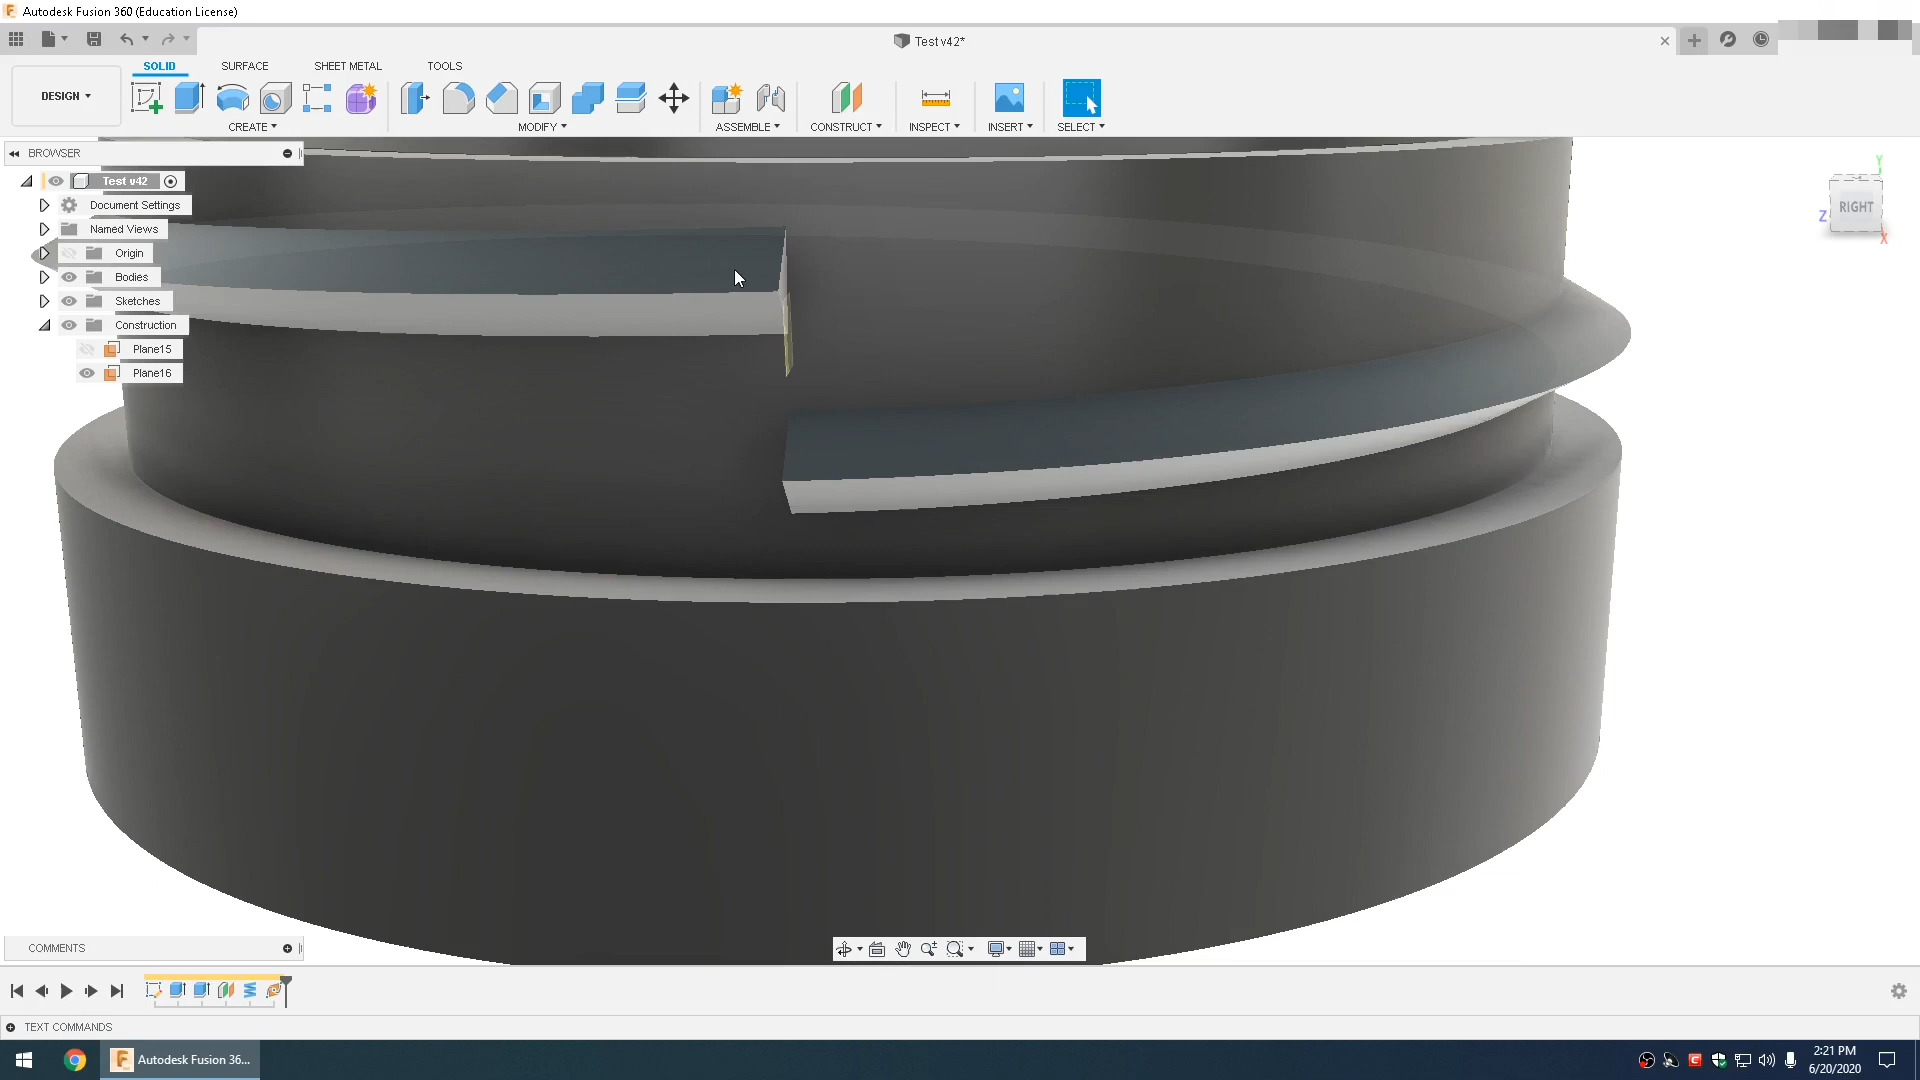 Autodesk Fusion 360 (Education License)
Test v42*
SOLID
SURFACE
SHEET METAL
TOOLS
DESIGN
CREATE
MODIFY
ASSEMBLE
CONSTRUCT
INSPECT
INSERT
SELECT
BROWSER
Test v42
Document Settings
Named Views
Origin
Bodies
Sketches
Construction
Plane15
Plane16
Y
RIGHT
Z
X
COMMENTS
TEXT COMMANDS
Autodesk Fusion 36...
2:21 PM
6/20/2020